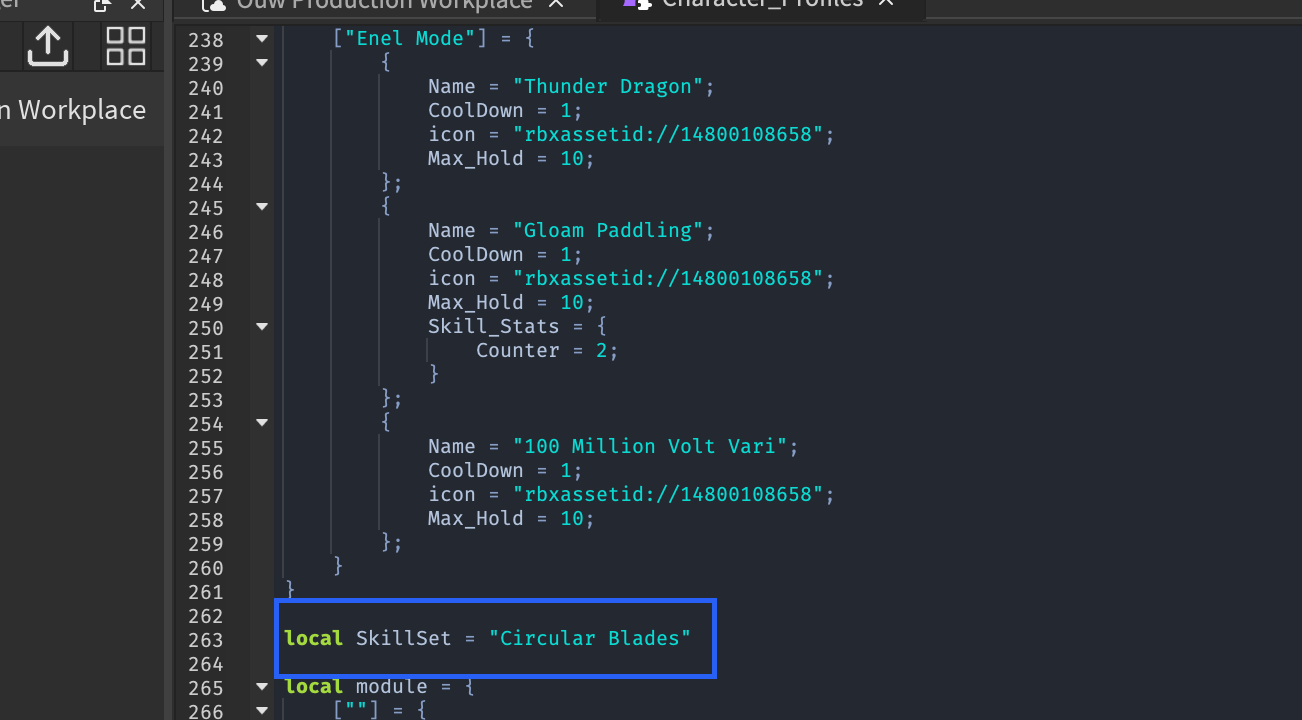 Ouw Production Workplace
Character_Profiles
n Workplace
238 ["Enel Mode"] = {
239 {
240 Name = "Thunder Dragon";
241 CoolDown = 1;
242 icon = "rbxassetid://14800108658";
243 Max_Hold = 10;
244 };
245 {
246 Name = "Gloam Paddling";
247 CoolDown = 1;
248 icon = "rbxassetid://14800108658";
249 Max_Hold = 10;
250 Skill_Stats = {
251 Counter = 2;
252 }
253 };
254 {
255 Name = "100 Million Volt Vari";
256 CoolDown = 1;
257 icon = "rbxassetid://14800108658";
258 Max_Hold = 10;
259 };
260 }
261 }
262
263 local SkillSet = "Circular Blades"
264
265 local module = {
266 [""] = {